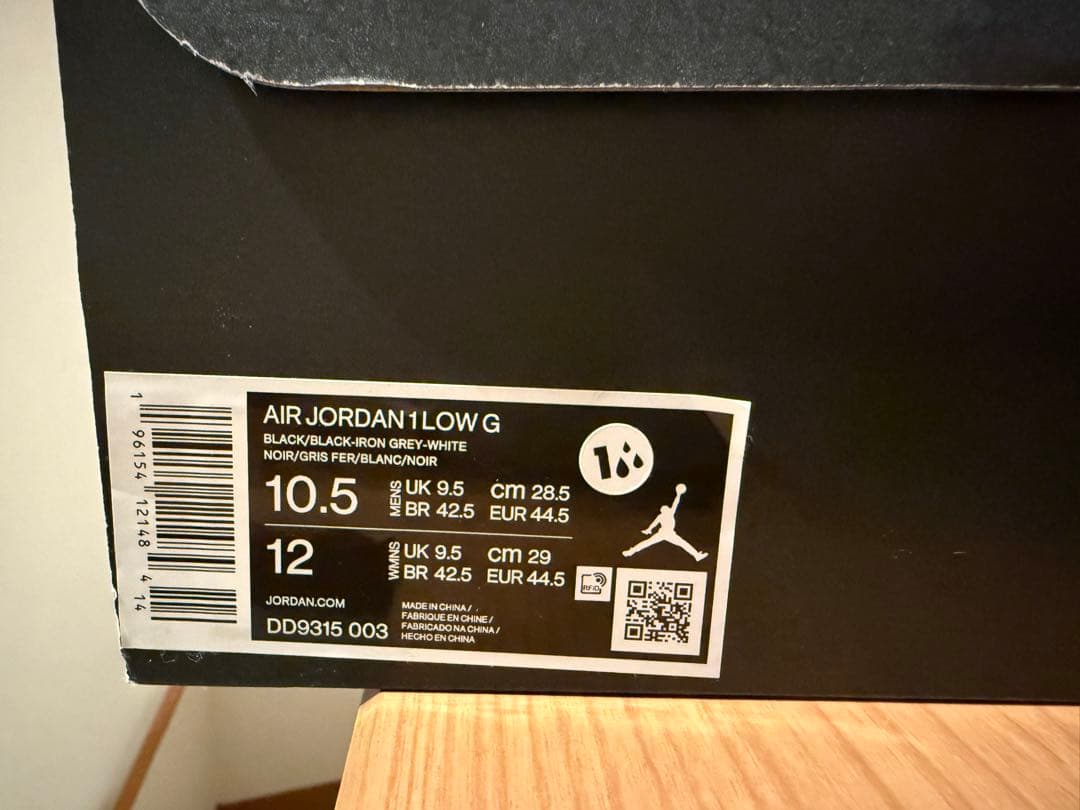 1 96154 12148 4 14
AIR JORDAN 1 LOW G
BLACK/BLACK-IRON GREY-WHITE
NOIR/GRIS FER/BLANC/NOIR
10.5 MENS UK 9.5 cm 28.5
BR 42.5 EUR 44.5
12 WMNS UK 9.5 cm 29
BR 42.5 EUR 44.5
RFID
JORDAN.COM
DD9315 003
MADE IN CHINA /
FABRIQUE EN CHINE /
FABRICADO NA CHINA /
HECHO EN CHINA
1